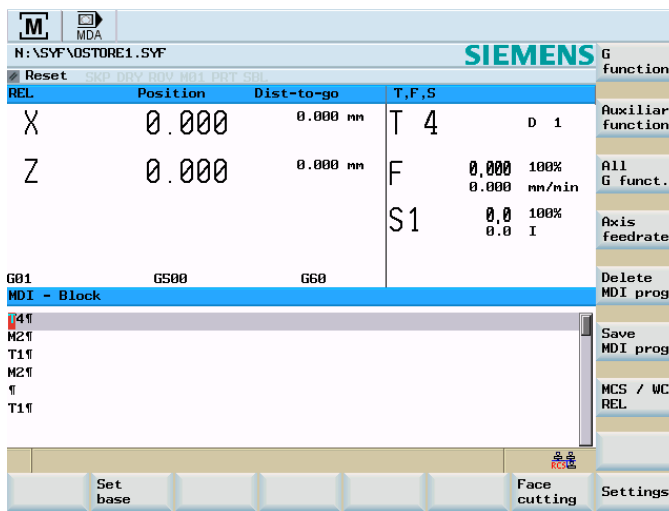 M
MDA
N:\SYF\OSTORE1.SYF
SIEMENS
Reset SKP DRY ROV M01 PRT SBL
REL Position Dist-to-go T,F,S
X 0.000 0.000 mm T 4 D 1
Z 0.000 0.000 mm F 0.000 100%
0.000 mm/min
S1 0.0 100%
0.0 I
G01 G500 G60
MDI - Block
T4¶
M2¶
T1¶
M2¶
¶
T1¶
RCS
G
function
Auxiliar
function
All
G funct.
Axis
feedrate
Delete
MDI prog
Save
MDI prog
MCS / WC
REL
Set
base
Face
cutting
Settings